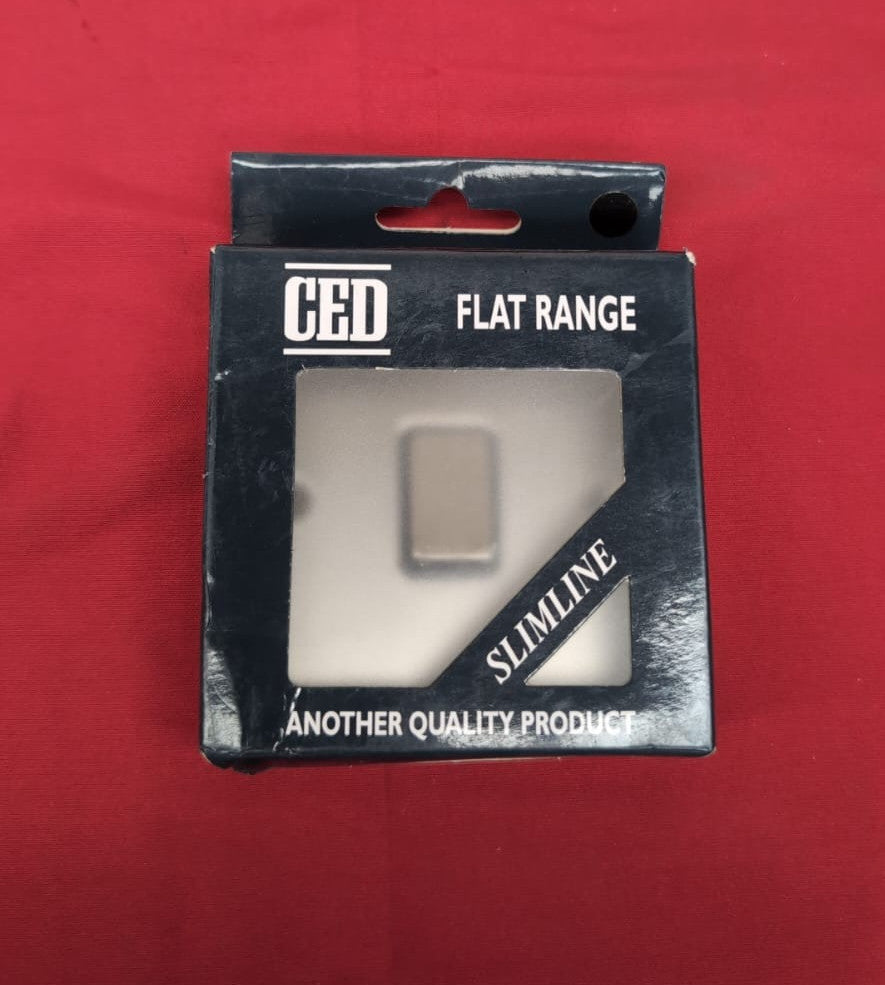 CED
FLAT RANGE
SLIMLINE
ANOTHER QUALITY PRODUCT